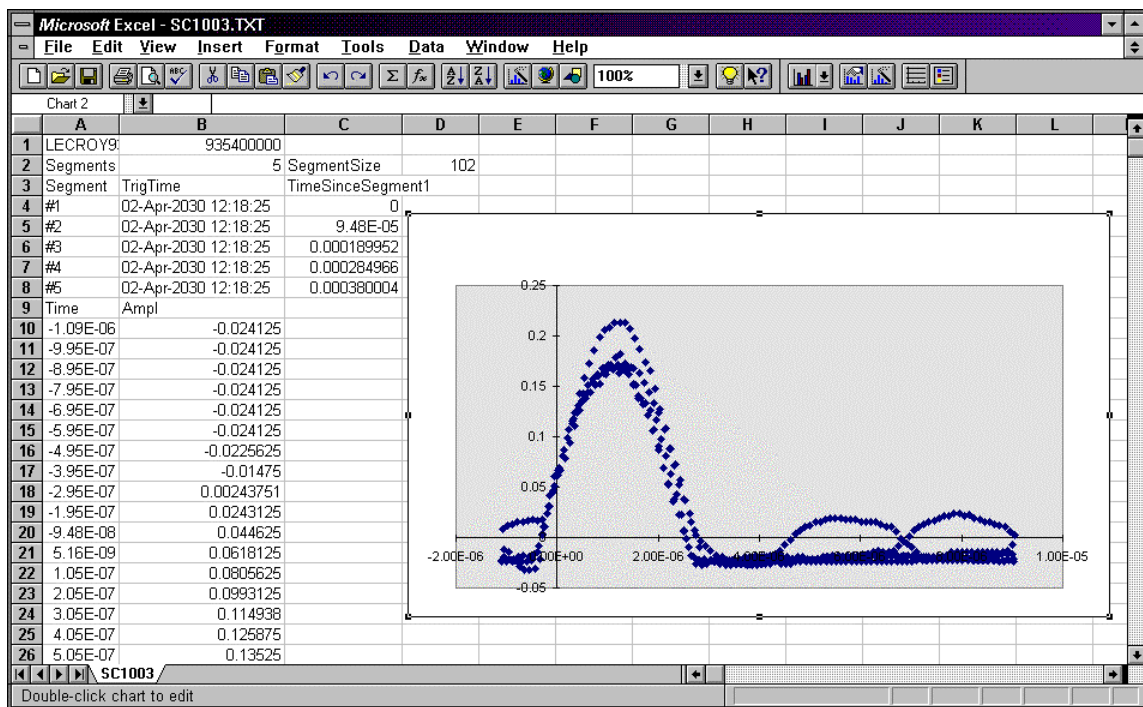 Microsoft Excel - SC1003.TXT
File Edit View Insert Format Tools Data Window Help
100%
Chart 2
A B C D E F G H I J K L
1 LECROY93 935400000
2 Segments 5 SegmentSize 102
3 Segment TrigTime TimeSinceSegment1
4 #1 02-Apr-2030 12:18:25 0
5 #2 02-Apr-2030 12:18:25 9.48E-05
6 #3 02-Apr-2030 12:18:25 0.000189952
7 #4 02-Apr-2030 12:18:25 0.000284966
8 #5 02-Apr-2030 12:18:25 0.000380004
9 Time Ampl
10 -1.09E-06 -0.024125
11 -9.95E-07 -0.024125
12 -8.95E-07 -0.024125
13 -7.95E-07 -0.024125
14 -6.95E-07 -0.024125
15 -5.95E-07 -0.024125
16 -4.95E-07 -0.0225625
17 -3.95E-07 -0.01475
18 -2.95E-07 0.00243751
19 -1.95E-07 0.0243125
20 -9.48E-08 0.044625
21 5.16E-09 0.0618125
22 1.05E-07 0.0805625
23 2.05E-07 0.0993125
24 3.05E-07 0.114938
25 4.05E-07 0.125875
26 5.05E-07 0.13525
0.25
0.2
0.15
0.1
0.05
-2.00E-06 2.00E-06 1.00E-05
-0.05
SC1003
Double-click chart to edit